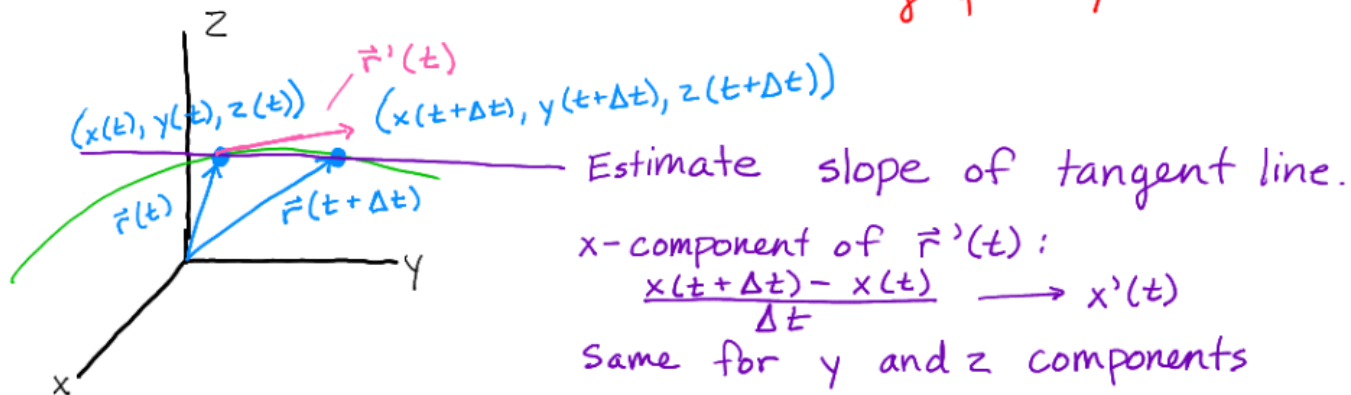 z
r⃗'(t)
(x(t), y(t), z(t))
(x(t+Δt), y(t+Δt), z(t+Δt))
Estimate slope of tangent line.
r⃗(t)
r⃗(t+Δt)
x-component of r⃗'(t):
x(t+Δt) - x(t)
Δt
⟶ x'(t)
y
Same for y and z components
x